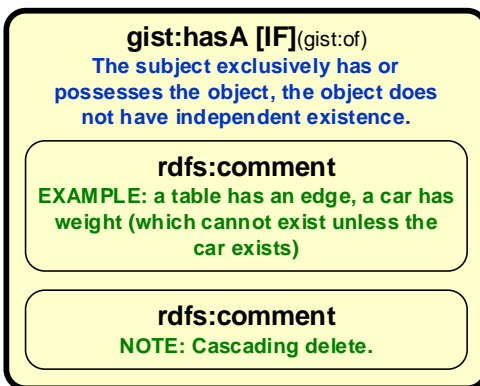 gist:hasA [IF](gist:of)
The subject exclusively has or
possesses the object, the object does
not have independent existence.
rdfs:comment
EXAMPLE: a table has an edge, a car has
weight (which cannot exist unless the
car exists)
rdfs:comment
NOTE: Cascading delete.